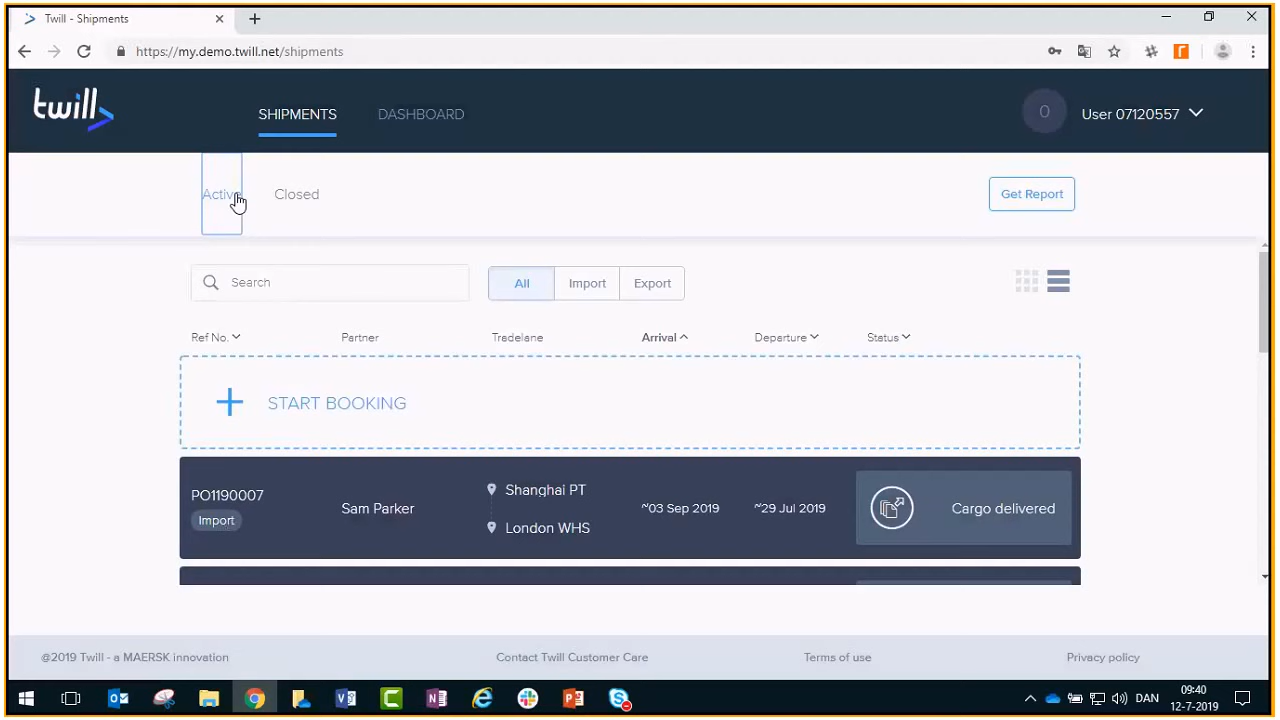 Twill - Shipments
https://my.demo.twill.net/shipments
twill
SHIPMENTS
DASHBOARD
0
User 07120557
Active
Closed
Get Report
Search
All
Import
Export
Ref No.
Partner
Tradelane
Arrival
Departure
Status
START BOOKING
PO1190007
Import
Sam Parker
Shanghai PT
London WHS
~03 Sep 2019
~29 Jul 2019
Cargo delivered
@2019 Twill - a MAERSK innovation
Contact Twill Customer Care
Terms of use
Privacy policy
DAN
09:40
12-7-2019